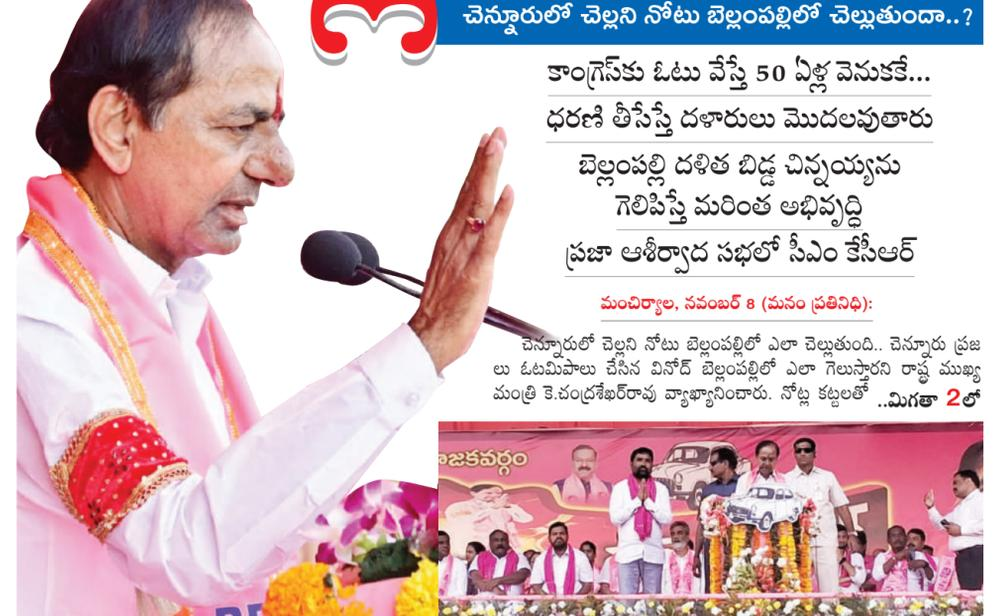 చెన్నూరులో చెల్లని నోటు బెల్లంపల్లిలో చెల్లుతుందా..?
కాంగ్రెస్‌కు ఓటు వేస్తే 50 ఏళ్ల వెనుకకే...
ధరణి తీసేస్తే దళారులు మొదలవుతారు
బెల్లంపల్లి దళిత బిడ్డ చిన్నయ్యను
గెలిపిస్తే మరింత అభివృద్ధి
ప్రజా ఆశీర్వాద సభలో సీఎం కేసీఆర్
మంచిర్యాల, నవంబర్ 8 (మనం ప్రతినిధి):
చెన్నూరులో చెల్లని నోటు బెల్లంపల్లిలో ఎలా చెల్లుతుంది.. చెన్నూరు ప్రజ
లు ఓటమిపాలు చేసిన వినోద్ బెల్లంపల్లిలో ఎలా గెలుస్తారని రాష్ట్ర ముఖ్య
మంత్రి కె.చంద్రశేఖర్‌రావు వ్యాఖ్యానించారు. నోట్ల కట్టలతో ..మిగతా 2లో
జకవర్గం